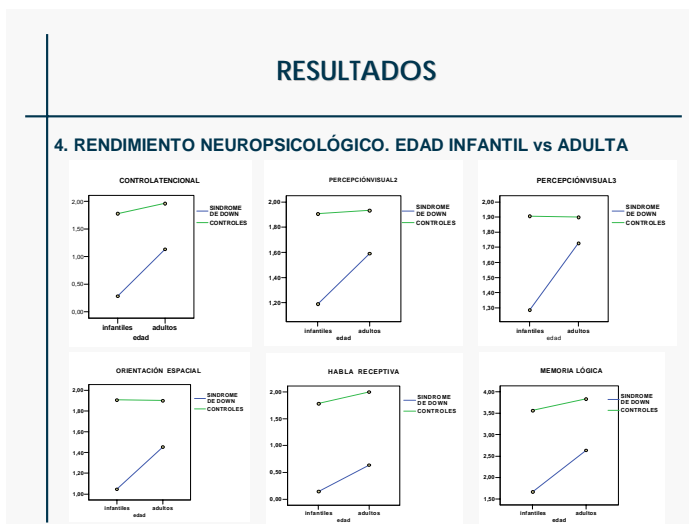 RESULTADOS
4. RENDIMIENTO NEUROPSICOLÓGICO. EDAD INFANTIL vs ADULTA
CONTROLATENCIONAL
2,00
1,50
1,00
0,50
0,00
infantiles adultos
edad
SINDROME
DE DOWN
CONTROLES
PERCEPCIÓNVISUAL2
2,00
1,80
1,60
1,40
1,20
infantiles adultos
edad
SINDROME
DE DOWN
CONTROLES
PERCEPCIÓNVISUAL3
2,00
1,90
1,80
1,70
1,60
1,50
1,40
1,30
infantiles adultos
edad
SINDROME
DE DOWN
CONTROLES
ORIENTACIÓN ESPACIAL
2,00
1,80
1,60
1,40
1,20
1,00
infantiles adultos
edad
SINDROME
DE DOWN
CONTROLES
HABLA RECEPTIVA
2,00
1,50
1,00
0,50
0,00
infantiles adultos
edad
SINDROME
DE DOWN
CONTROLES
MEMORIA LÓGICA
4,00
3,50
3,00
2,50
2,00
1,50
infantiles adultos
edad
SINDROME
DE DOWN
CONTROLES